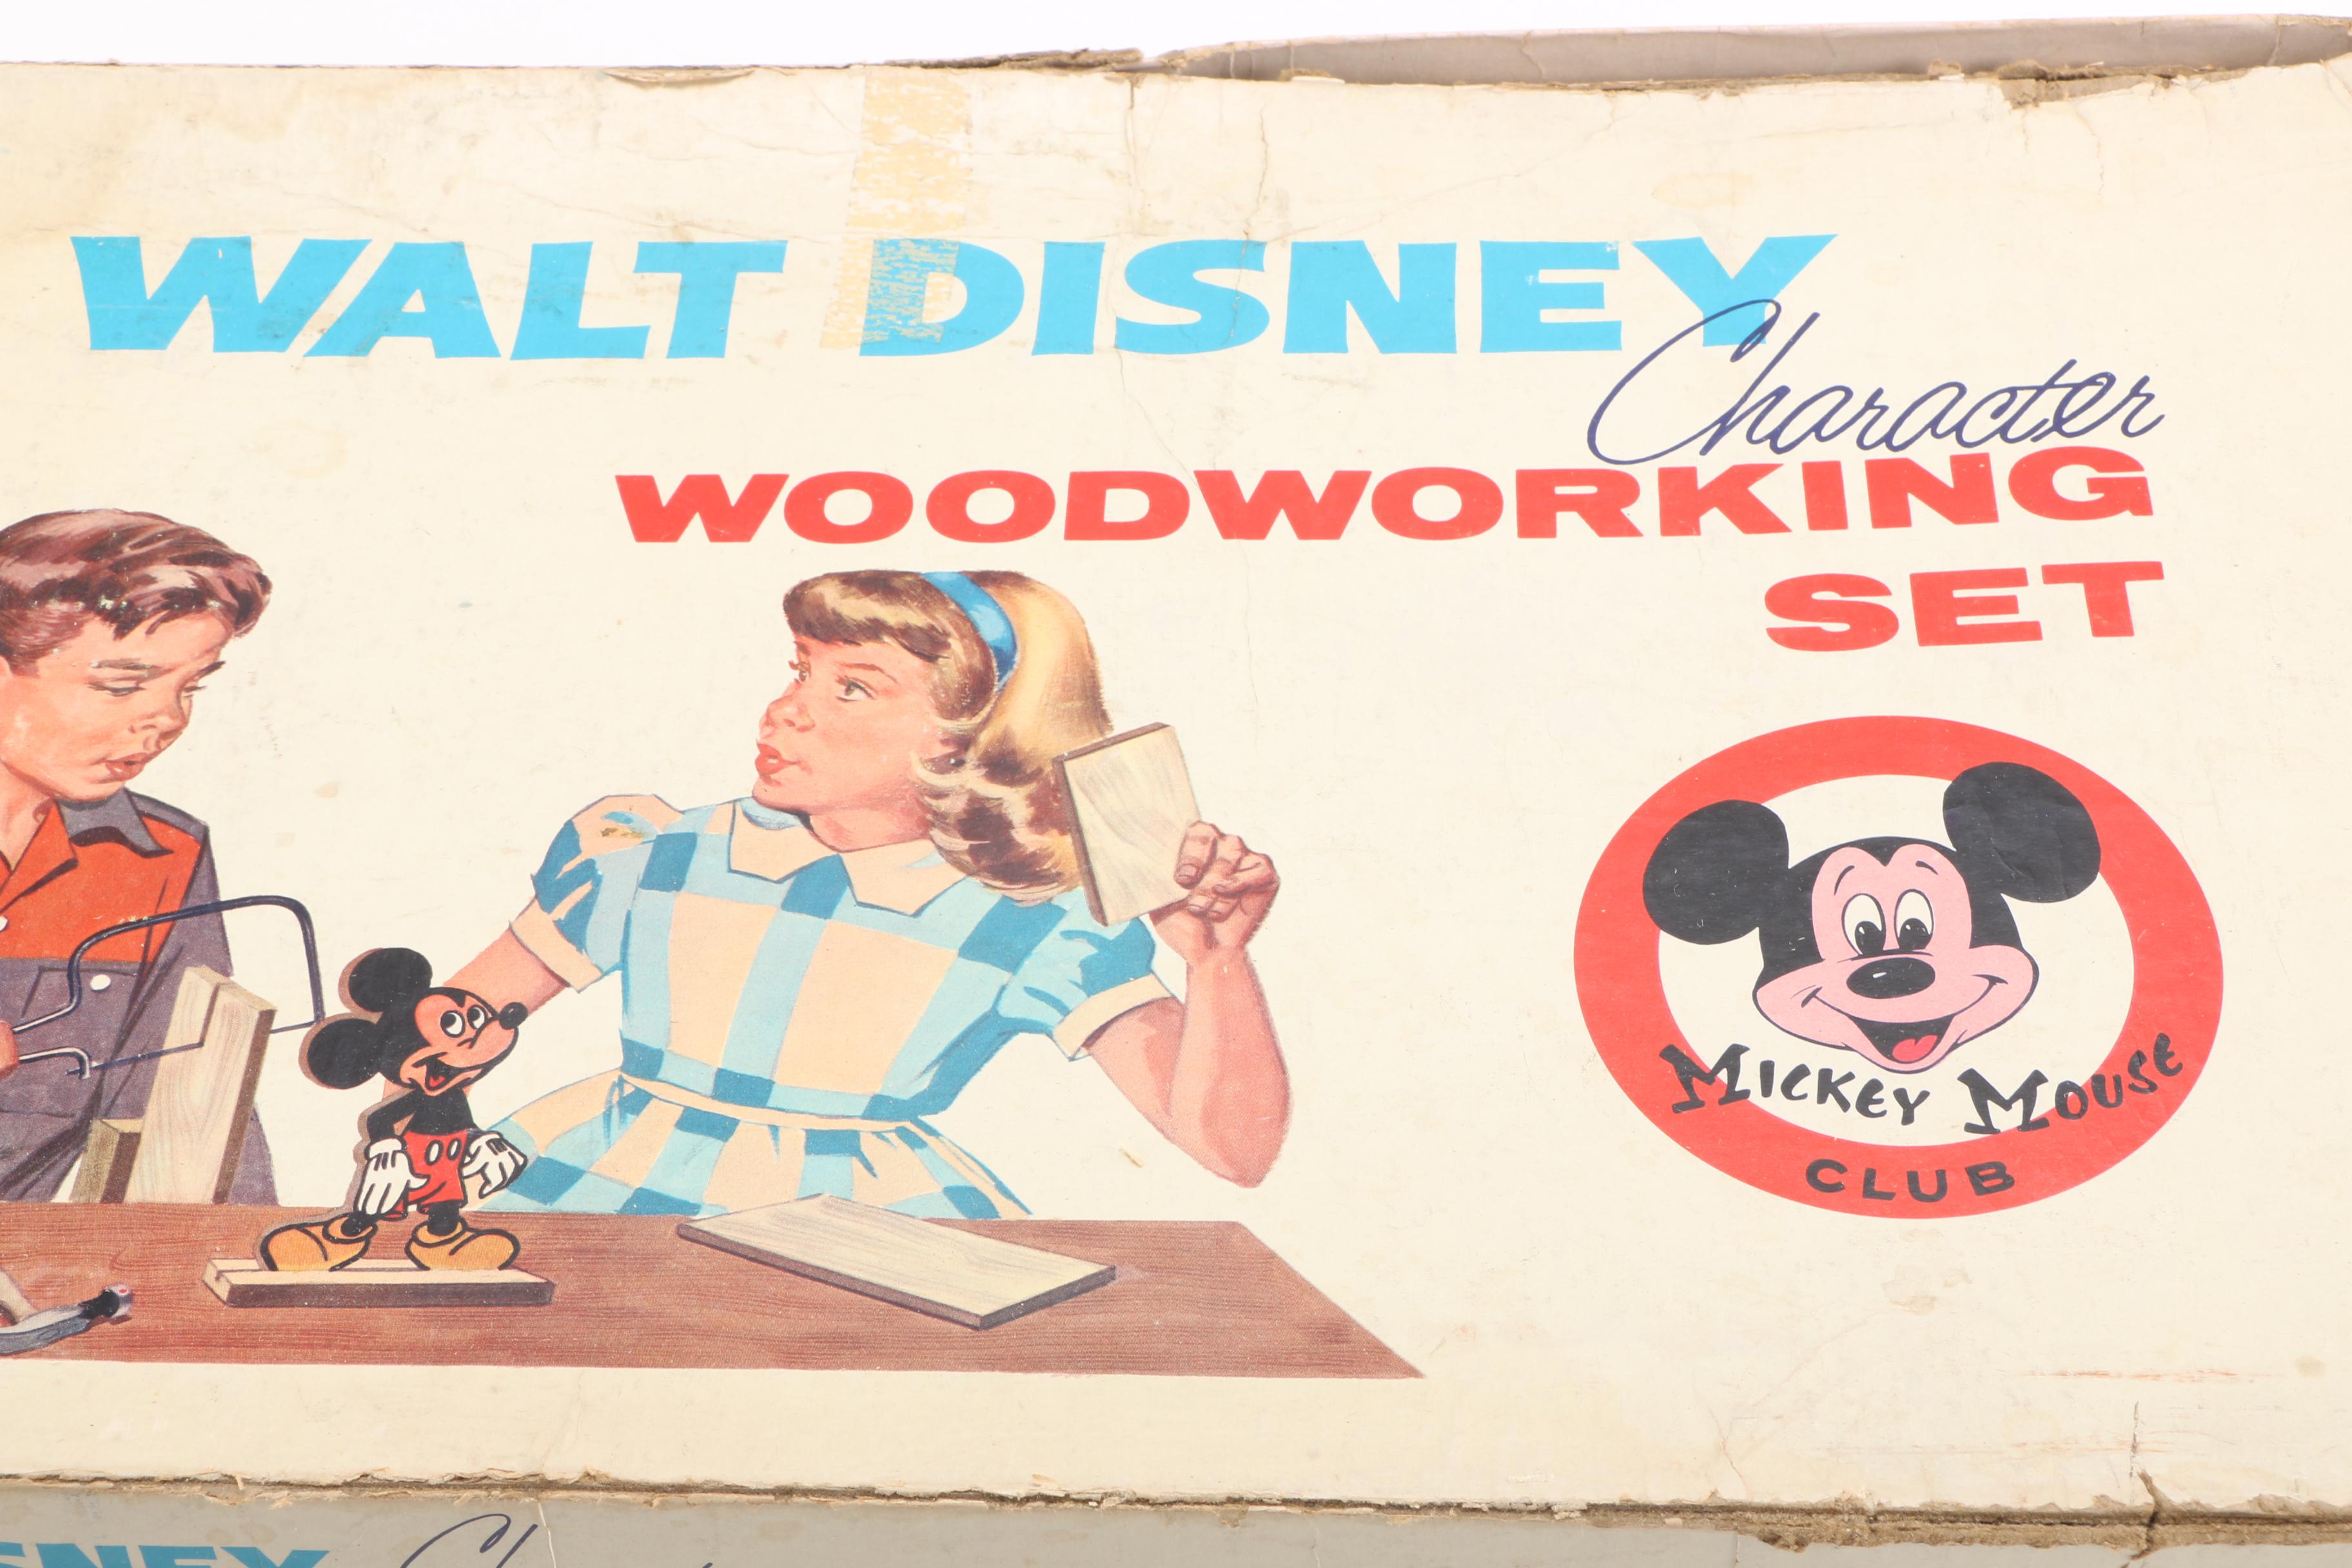 WALT DISNEY
Character
WOODWORKING
SET
MICKEY MOUSE
CLUB